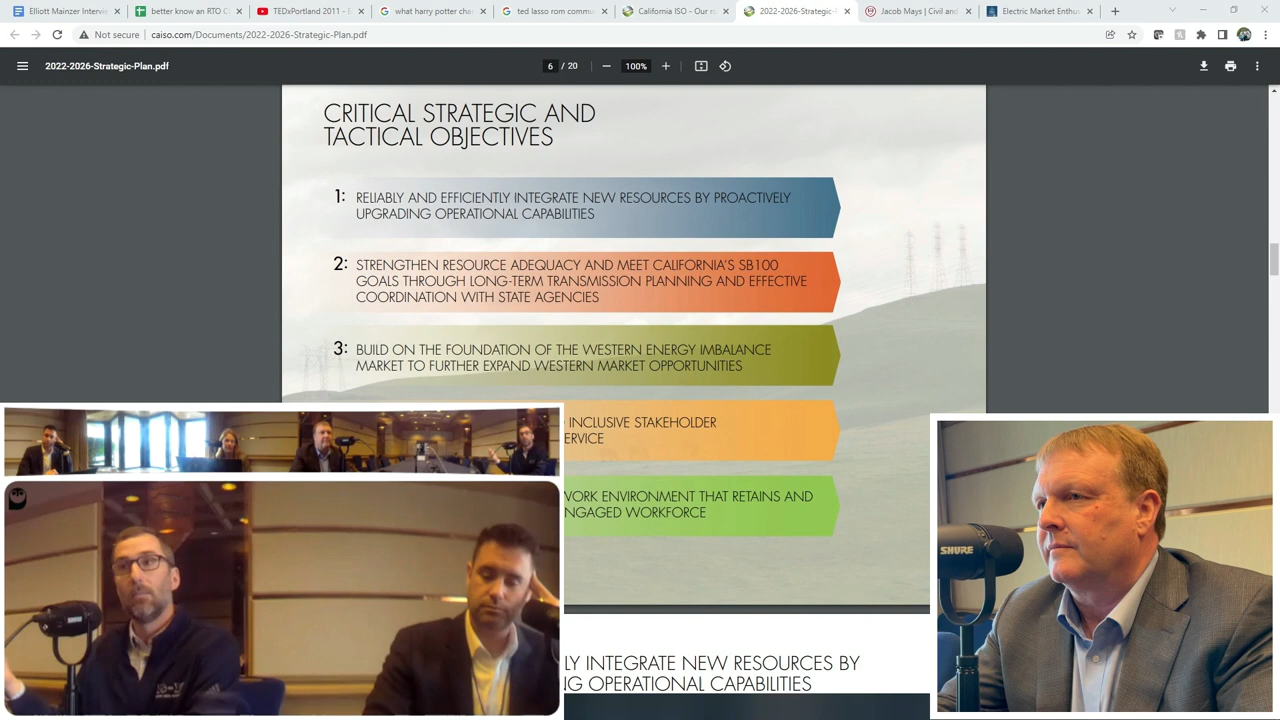 Elliott Mainzer Intervie
better know an RTO C
TEDxPortland 2011 - E
what harry potter cha
ted lasso rom commu
California ISO - Our n
2022-2026-Strategic-
Jacob Mays | Civil and
Electric Market Enthus
Not secure
caiso.com/Documents/2022-2026-Strategic-Plan.pdf
2022-2026-Strategic-Plan.pdf
6 / 20
100%
CRITICAL STRATEGIC AND
TACTICAL OBJECTIVES
1: RELIABLY AND EFFICIENTLY INTEGRATE NEW RESOURCES BY PROACTIVELY
UPGRADING OPERATIONAL CAPABILITIES
2: STRENGTHEN RESOURCE ADEQUACY AND MEET CALIFORNIA'S SB100
GOALS THROUGH LONG-TERM TRANSMISSION PLANNING AND EFFECTIVE
COORDINATION WITH STATE AGENCIES
3: BUILD ON THE FOUNDATION OF THE WESTERN ENERGY IMBALANCE
MARKET TO FURTHER EXPAND WESTERN MARKET OPPORTUNITIES
INCLUSIVE STAKEHOLDER
ERVICE
WORK ENVIRONMENT THAT RETAINS AND
NGAGED WORKFORCE
LY INTEGRATE NEW RESOURCES BY
G OPERATIONAL CAPABILITIES
SHURE